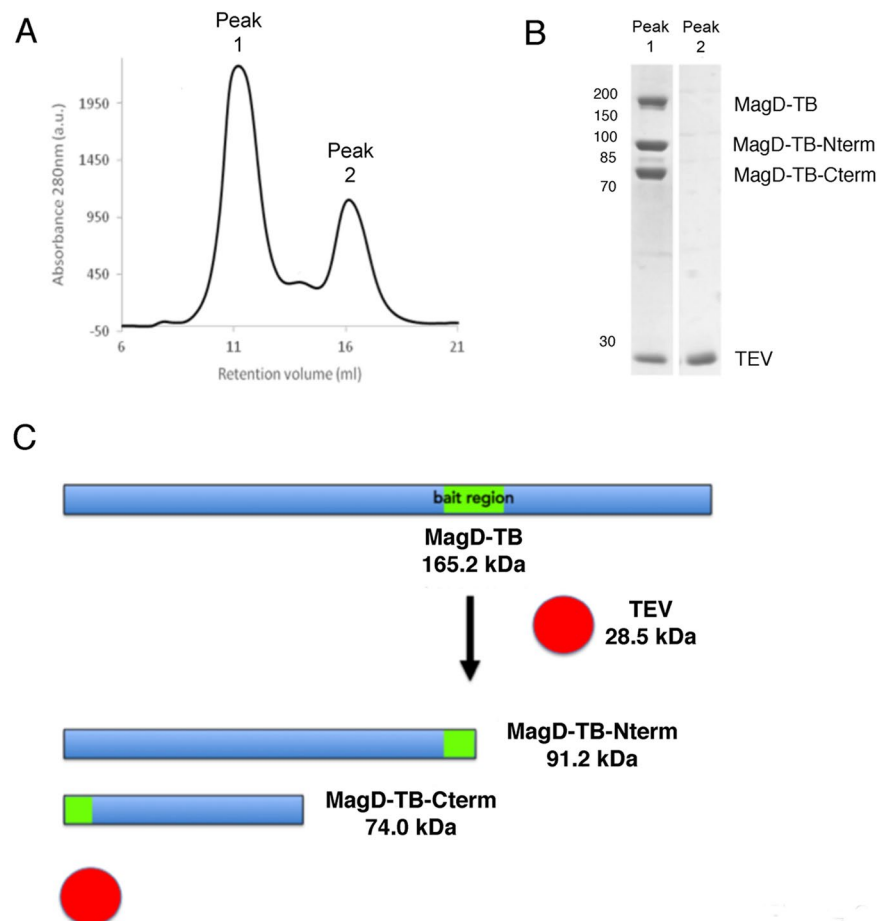 A
Peak
1
Peak
2
1950
1450
950
450
-50
Absorbance 280nm (a.u.)
6 11 16 21
Retention volume (ml)
B
Peak Peak
1 2
200
150
100
85
70
30
MagD-TB
MagD-TB-Nterm
MagD-TB-Cterm
TEV
C
bait region
MagD-TB
165.2 kDa
TEV
28.5 kDa
MagD-TB-Nterm
91.2 kDa
MagD-TB-Cterm
74.0 kDa